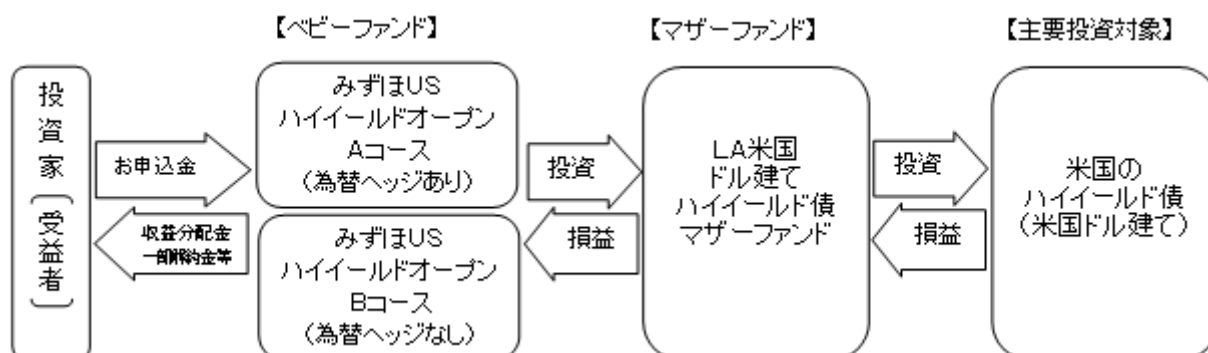 【ベビーファンド】
【マザーファンド】
【主要投資対象】
投資家(受益者)
お申込金
収益分配金
一部解約金等
みずほUS
ハイイールドオープン
Aコース
(為替ヘッジあり)
みずほUS
ハイイールドオープン
Bコース
(為替ヘッジなし)
投資
損益
LA米国
ドル建て
ハイイールド債
マザーファンド
投資
損益
米国の
ハイイールド債
(米国ドル建て)